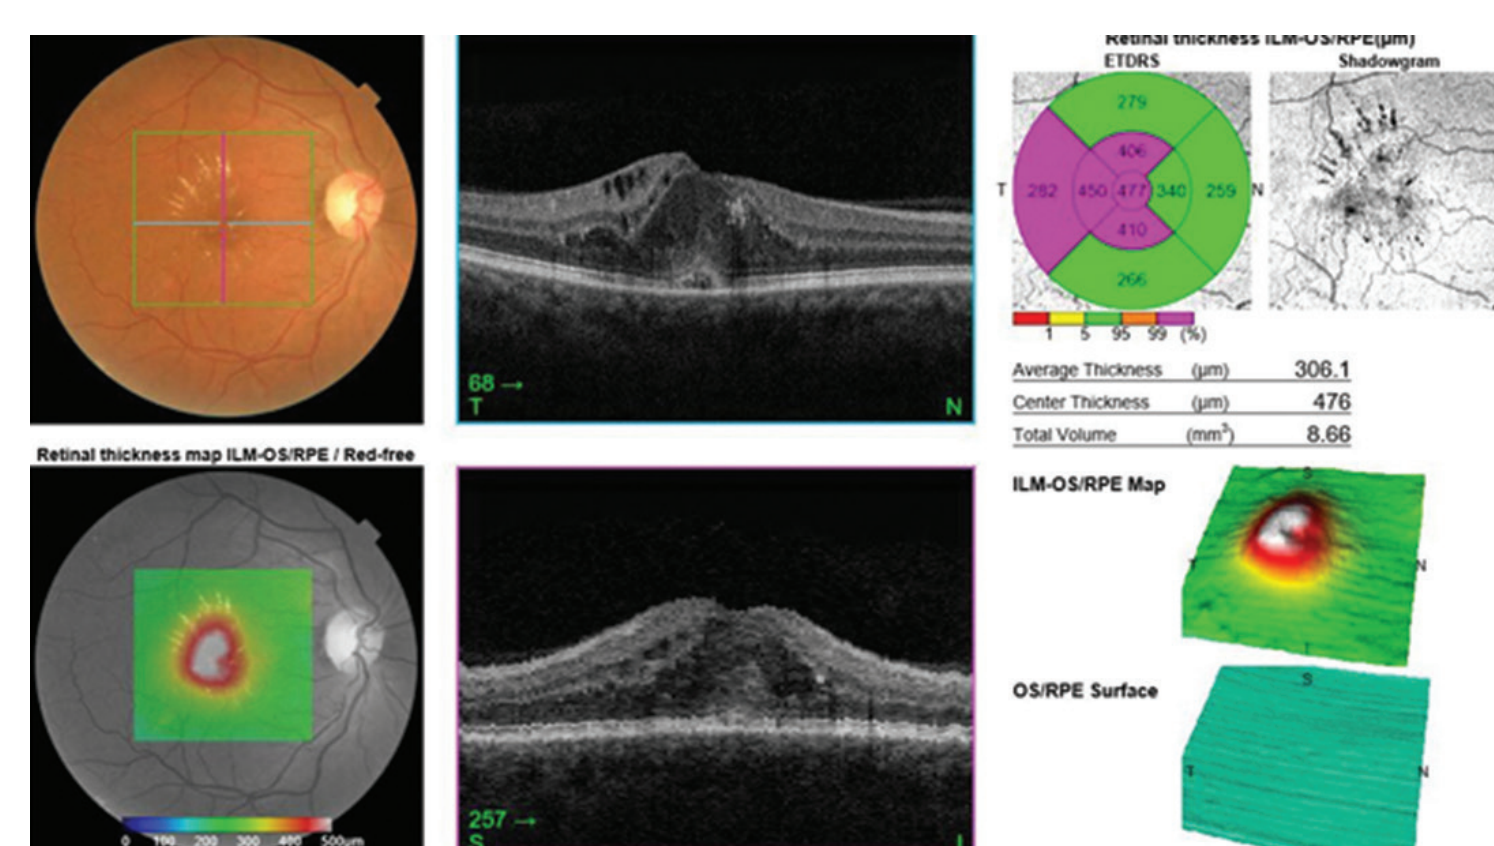 68 →
T N
Retinal thickness map ILM-OS/RPE / Red-free
0 100 200 300 400 500μm
257 →
S I
Retinal thickness ILM-OS/RPE(μm)
ETDRS
Shadowgram
279
406
T 282 450 477 340 259 N
410
266
1 5 95 99 (%)
Average Thickness (μm) 306.1
Center Thickness (μm) 476
Total Volume (mm³) 8.66
ILM-OS/RPE Map
S
T N
I
OS/RPE Surface
S
T N